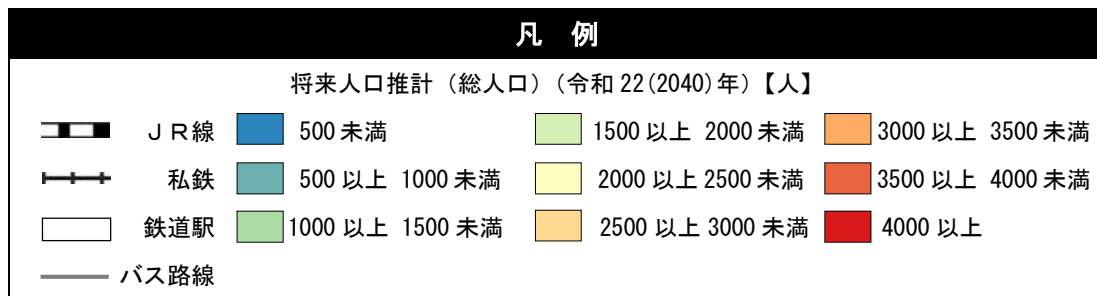 凡 例
将来人口推計（総人口）（令和 22(2040)年）【人】
ＪＲ線 500 未満 1500 以上 2000 未満 3000 以上 3500 未満
私鉄 500 以上 1000 未満 2000 以上 2500 未満 3500 以上 4000 未満
鉄道駅 1000 以上 1500 未満 2500 以上 3000 未満 4000 以上
バス路線